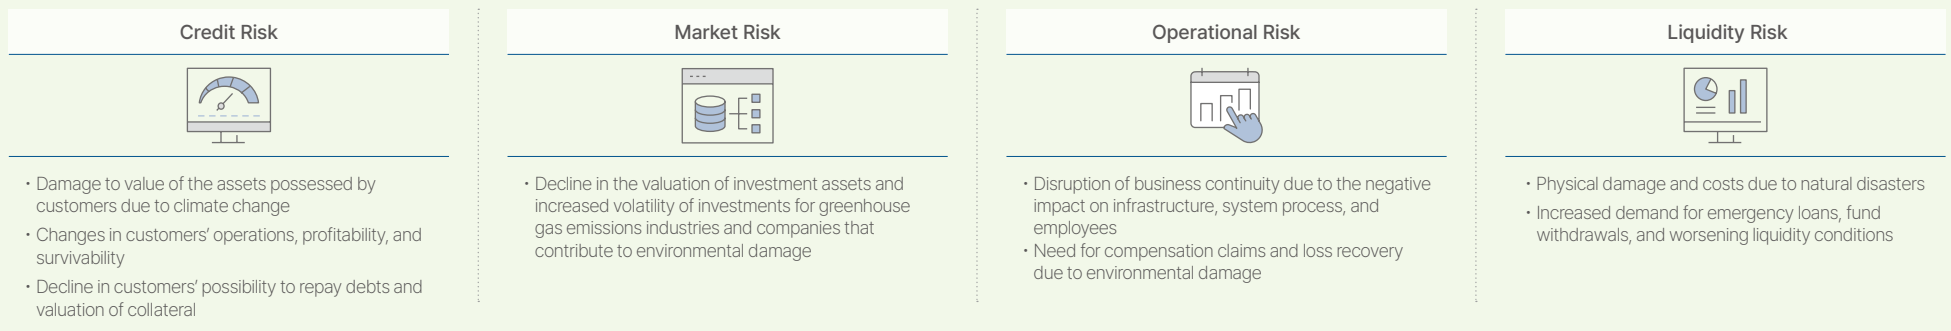 Credit Risk
• Damage to value of the assets possessed by
customers due to climate change
• Changes in customers' operations, profitability, and
survivability
• Decline in customers' possibility to repay debts and
valuation of collateral
Market Risk
• Decline in the valuation of investment assets and
increased volatility of investments for greenhouse
gas emissions industries and companies that
contribute to environmental damage
Operational Risk
• Disruption of business continuity due to the negative
impact on infrastructure, system process, and
employees
• Need for compensation claims and loss recovery
due to environmental damage
Liquidity Risk
• Physical damage and costs due to natural disasters
• Increased demand for emergency loans, fund
withdrawals, and worsening liquidity conditions